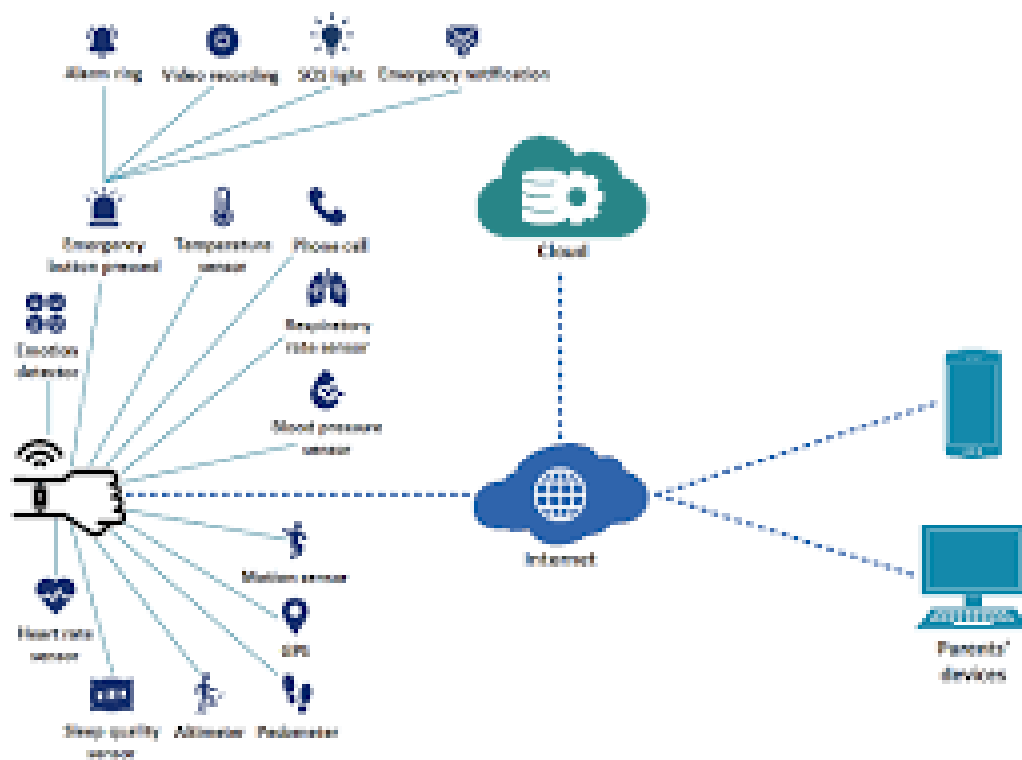 Alarm ring
Video recording
SOS light
Emergency notification
Emergency
button pressed
Temperature
sensor
Phone call
Respiratory
rate sensor
Emotion
detector
Blood pressure
sensor
Cloud
Internet
Motion sensor
GPS
Heart rate
sensor
Sleep quality
sensor
Altimeter
Pedometer
Parents'
devices